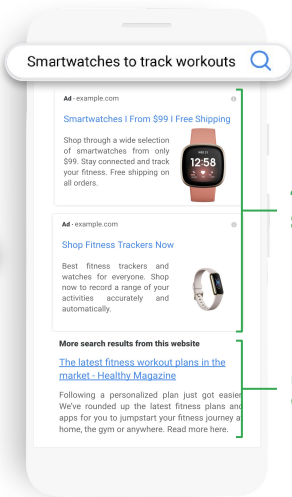 Smartwatches to track workouts
Ad · example.com
Smartwatches I From $99 I Free Shipping
Shop through a wide selection
of smartwatches from only
$99. Stay connected and track
your fitness. Free shipping on
all orders.
12:58
Ad · example.com
Shop Fitness Trackers Now
Best fitness trackers and
watches for everyone. Shop
now to record a range of your
activities accurately and
automatically.
More search results from this website
The latest fitness workout plans in the
market - Healthy Magazine
Following a personalized plan just got easier
We've rounded up the latest fitness plans and
apps for you to jumpstart your fitness journey a
home, the gym or anywhere. Read more here.